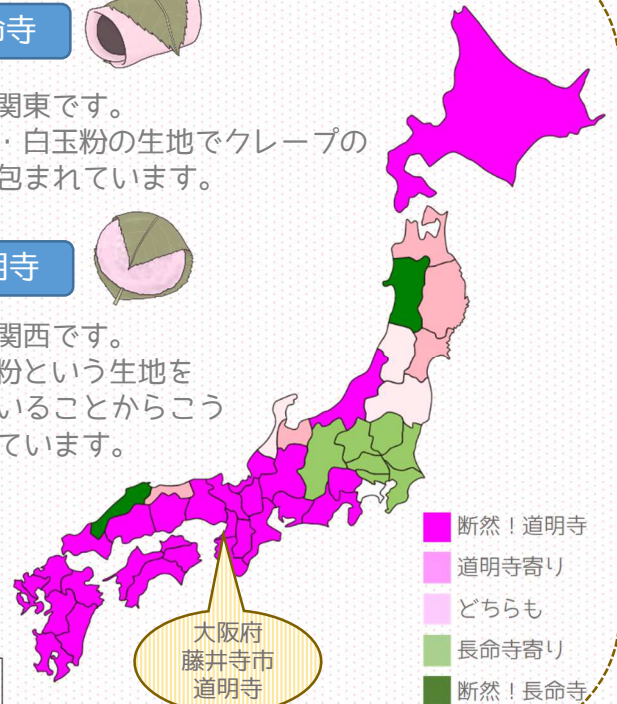 命寺
関東です。
・白玉粉の生地でクレープの
包まれています。
明寺
関西です。
粉という生地を
いることからこう
ています。
大阪府
藤井寺市
道明寺
断然！道明寺
道明寺寄り
どちらも
長命寺寄り
断然！長命寺